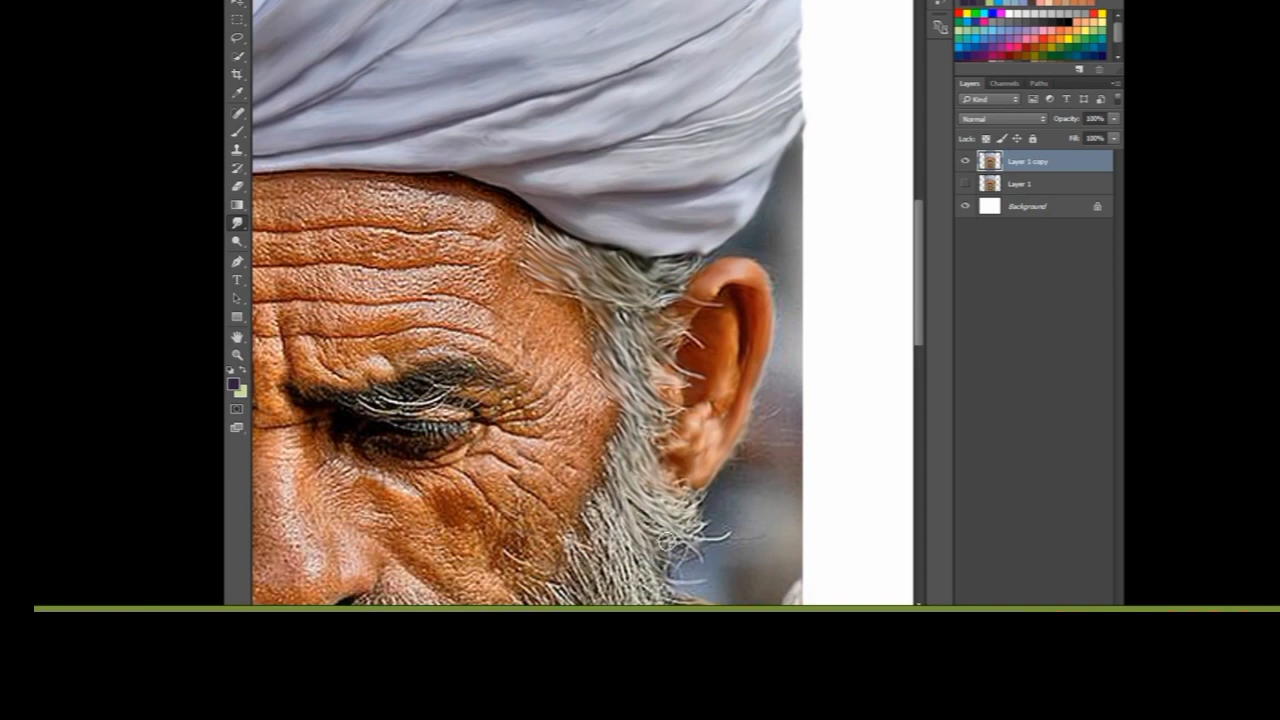 Layers Channels Paths
Kind
Normal Opacity: 100%
Lock: Fill: 100%
Layer 1 copy
Layer 1
Background